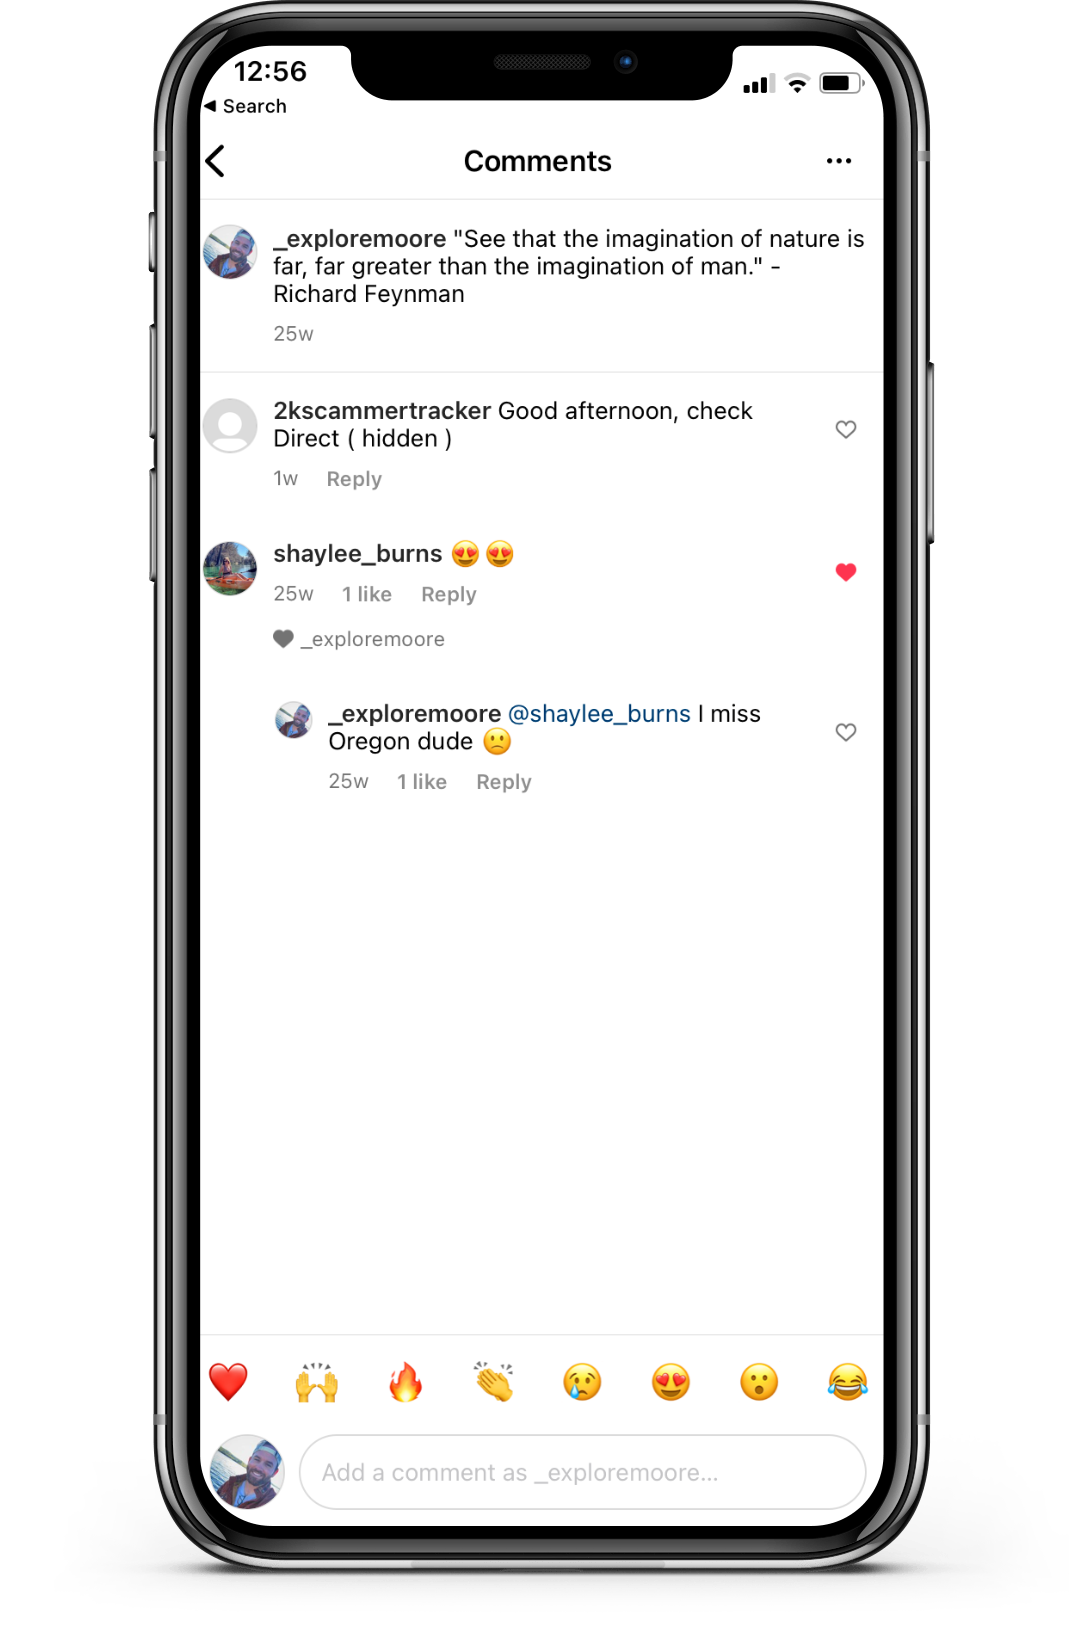 12:56
◀ Search
Comments
_exploremoore "See that the imagination of nature is
far, far greater than the imagination of man." -
Richard Feynman
25w
2kscammertracker Good afternoon, check
Direct ( hidden )
1w Reply
shaylee_burns 😍😍
25w 1 like Reply
_exploremoore
_exploremoore @shaylee_burns I miss
Oregon dude 🙁
25w 1 like Reply
❤️ 🙌 🔥 👏 😢 😍 😮 😂
Add a comment as _exploremoore...